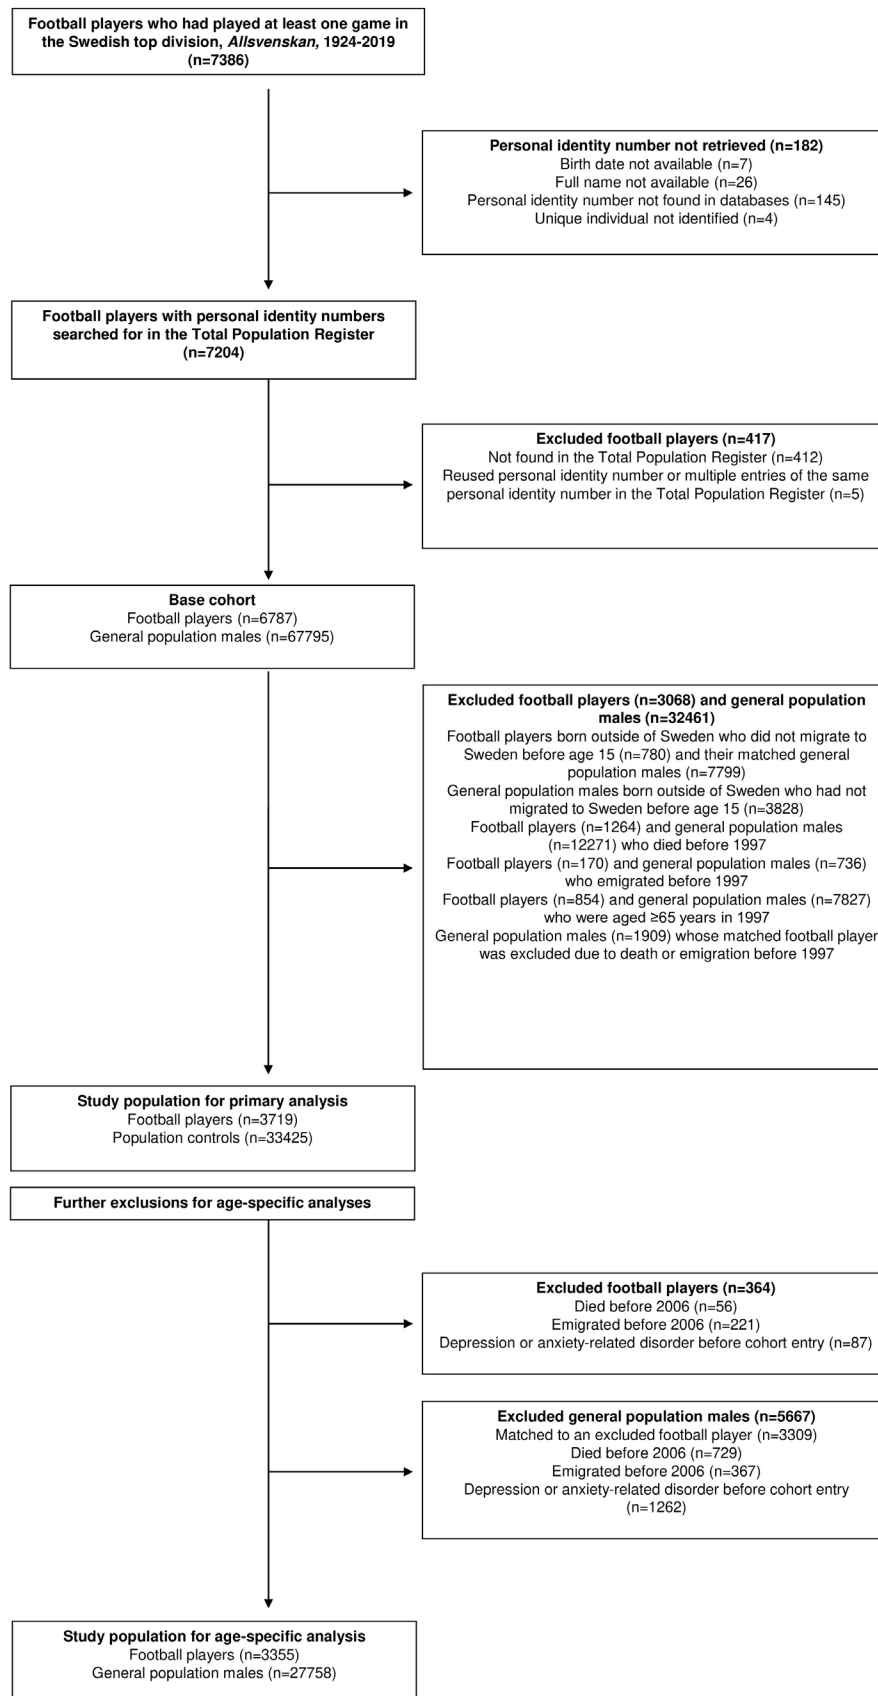 Football players who had played at least one game in
the Swedish top division, Allsvenskan, 1924-2019
(n=7386)
Personal identity number not retrieved (n=182)
Birth date not available (n=7)
Full name not available (n=26)
Personal identity number not found in databases (n=145)
Unique individual not identified (n=4)
Football players with personal identity numbers
searched for in the Total Population Register
(n=7204)
Excluded football players (n=417)
Not found in the Total Population Register (n=412)
Reused personal identity number or multiple entries of the same
personal identity number in the Total Population Register (n=5)
Base cohort
Football players (n=6787)
General population males (n=67795)
Excluded football players (n=3068) and general population
males (n=32461)
Football players born outside of Sweden who did not migrate to
Sweden before age 15 (n=780) and their matched general
population males (n=7799)
General population males born outside of Sweden who had not
migrated to Sweden before age 15 (n=3828)
Football players (n=1264) and general population males
(n=12271) who died before 1997
Football players (n=170) and general population males (n=736)
who emigrated before 1997
Football players (n=854) and general population males (n=7827)
who were aged ≥65 years in 1997
General population males (n=1909) whose matched football player
was excluded due to death or emigration before 1997
Study population for primary analysis
Football players (n=3719)
Population controls (n=33425)
Further exclusions for age-specific analyses
Excluded football players (n=364)
Died before 2006 (n=56)
Emigrated before 2006 (n=221)
Depression or anxiety-related disorder before cohort entry (n=87)
Excluded general population males (n=5667)
Matched to an excluded football player (n=3309)
Died before 2006 (n=729)
Emigrated before 2006 (n=367)
Depression or anxiety-related disorder before cohort entry
(n=1262)
Study population for age-specific analysis
Football players (n=3355)
General population males (n=27758)